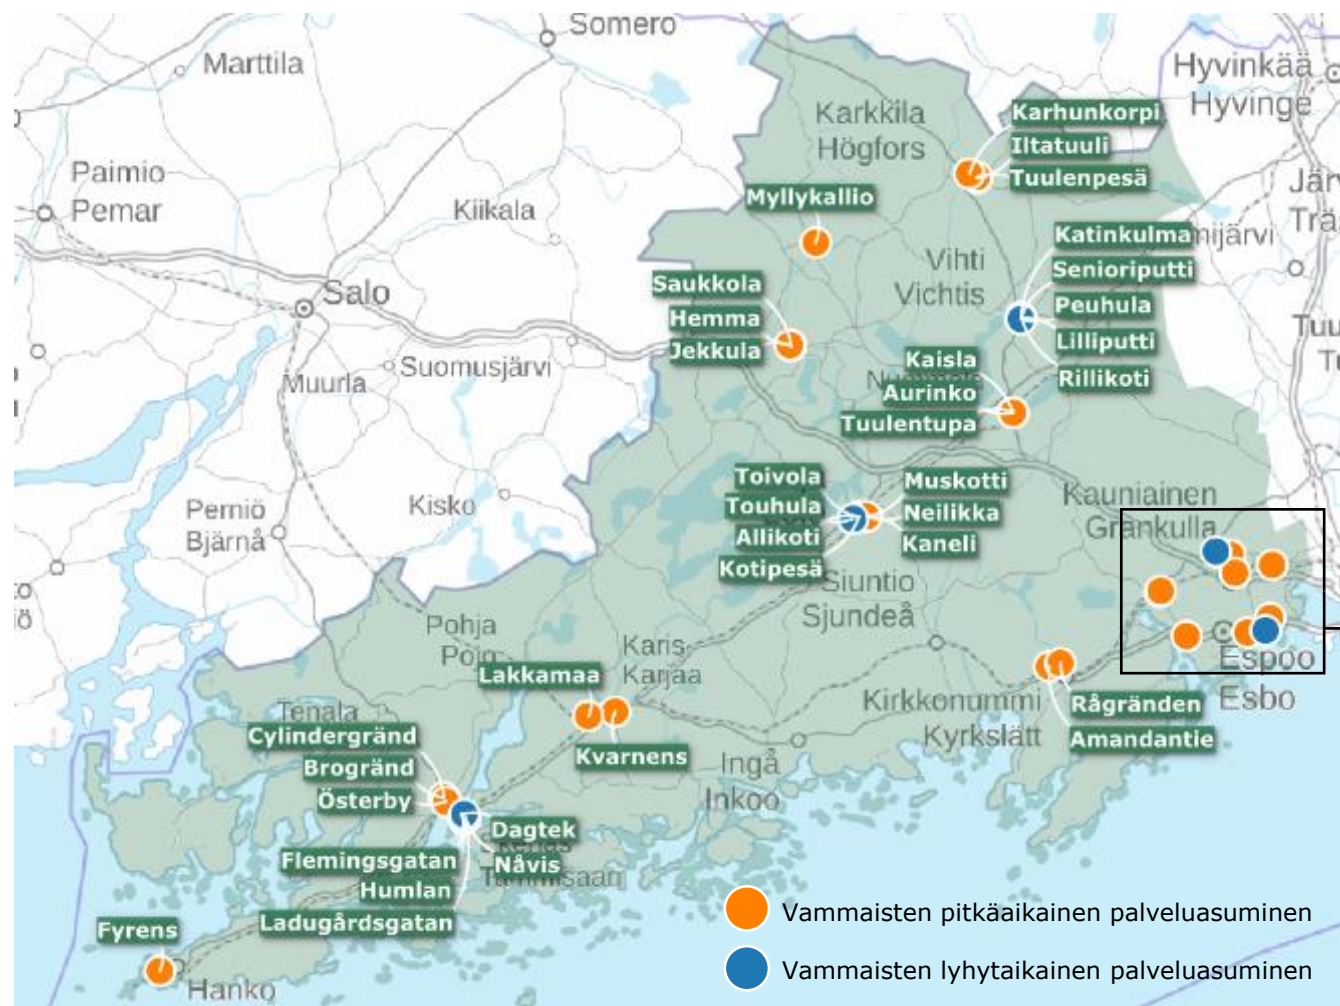 Somero
Marttila
Hyvinkää
Hyvinge
Karkkila
Högfors
Karhunkorpi
Iltatuuli
Tuulenpesä
Paimio
Pemar
Kiikala
Myllykallio
Katinkulma
mijärvi
Senioriputti
Peuhula
Lilliputti
Rillikoti
Vihti
Vichtis
Saukkola
Hemma
Jekkula
Salo
Suomusjärvi
Muurla
Kaisla
Aurinko
Tuulentupa
Toivola
Touhula
Allikoti
Kotipesä
Muskotti
Neilikka
Kaneli
Kauniainen
Grankulla
Perniö
Bjärnå
Kisko
Siuntio
Sjundeå
Pohja
Pojo
Karis
Karjaa
Lakkamaa
Kvarnens
Espoo
Esbo
Kirkkonummi
Kyrkslätt
Rågränden
Amandantie
Tenala
Cylindergränd
Brogränd
Österby
Ingå
Inkoo
Dagtek
Nåvis
Flemingsgatan
Humlan
Ladugårdsgatan
Fyrens
Hanko
Vammaisten pitkäaikainen palveluasuminen
Vammaisten lyhytaikainen palveluasuminen